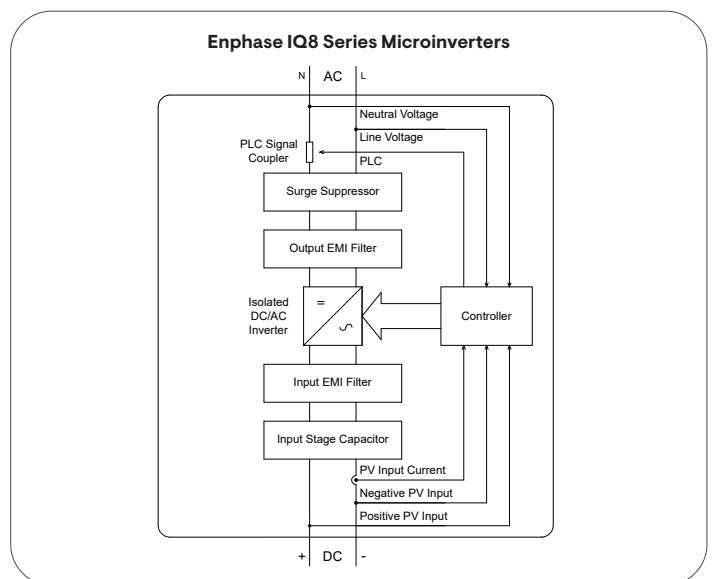 Enphase IQ8 Series Microinverters
N AC L
Neutral Voltage
Line Voltage
PLC Signal
Coupler
PLC
Surge Suppressor
Output EMI Filter
Isolated
DC/AC
Inverter
Controller
Input EMI Filter
Input Stage Capacitor
PV Input Current
Negative PV Input
Positive PV Input
+ DC -